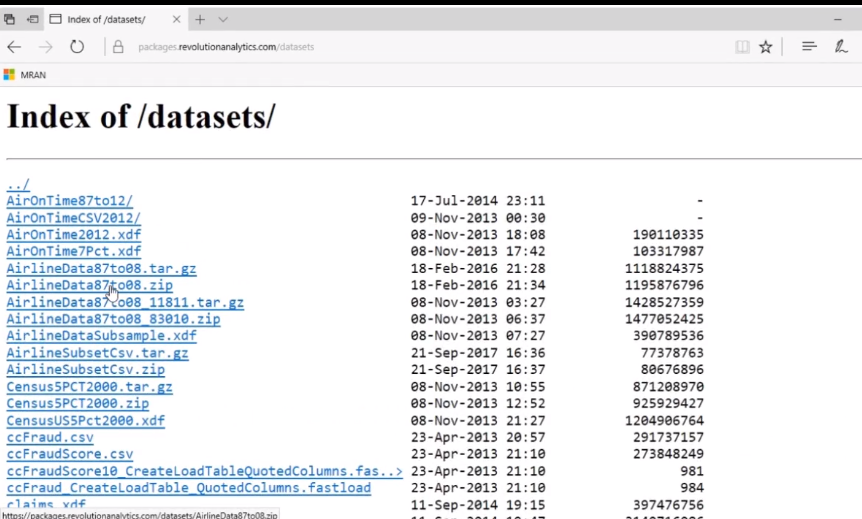 Index of /datasets/
packages.revolutionanalytics.com/datasets
MRAN
Index of /datasets/
../
AirOnTime87to12/ 17-Jul-2014 23:11 -
AirOnTimeCSV2012/ 09-Nov-2013 00:30 -
AirOnTime2012.xdf 08-Nov-2013 18:08 190110335
AirOnTime7Pct.xdf 08-Nov-2013 17:42 103317987
AirlineData87to08.tar.gz 18-Feb-2016 21:28 1118824375
AirlineData87to08.zip 18-Feb-2016 21:34 1195876796
AirlineData87to08_11811.tar.gz 08-Nov-2013 03:27 1428527359
AirlineData87to08_83010.zip 08-Nov-2013 06:37 1477052425
AirlineDataSubsample.xdf 08-Nov-2013 07:27 390789536
AirlineSubsetCsv.tar.gz 21-Sep-2017 16:36 77378763
AirlineSubsetCsv.zip 21-Sep-2017 16:37 80676896
Census5PCT2000.tar.gz 08-Nov-2013 10:55 871208970
Census5PCT2000.zip 08-Nov-2013 12:52 925929427
CensusUS5Pct2000.xdf 08-Nov-2013 21:27 1204906764
ccFraud.csv 23-Apr-2013 20:57 291737157
ccFraudScore.csv 23-Apr-2013 21:10 273848249
ccFraudScore10_CreateLoadTableQuotedColumns.fas..> 23-Apr-2013 21:10 981
ccFraud_CreateLoadTable_QuotedColumns.fastload 23-Apr-2013 21:10 984
claims.xdf 11-Sep-2014 19:15 397476756
https://packages.revolutionanalytics.com/datasets/AirlineData87to08.zip